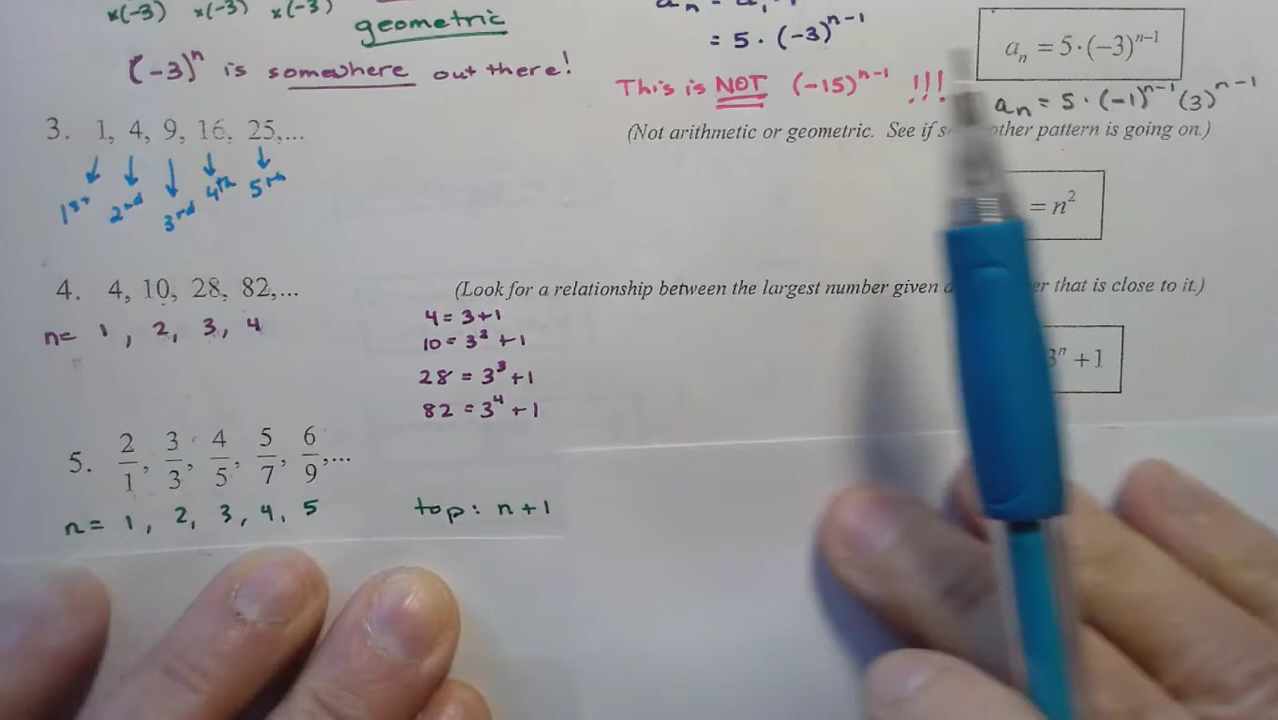 ×(-3) ×(-3) ×(-3)
geometric
(-3)ⁿ is somewhere out there!
= 5 · (-3)ⁿ⁻¹
aₙ = 5·(-3)ⁿ⁻¹
This is NOT (-15)ⁿ⁻¹ !!!
aₙ = 5 · (-1)ⁿ⁻¹ (3)ⁿ⁻¹
3. 1, 4, 9, 16, 25,...
(Not arithmetic or geometric. See if other pattern is going on.)
1st 2nd 3rd 4th 5th
= n²
4. 4, 10, 28, 82,...
(Look for a relationship between the largest number given that is close to it.)
n= 1, 2, 3, 4
4 = 3+1
10 = 3² +1
28 = 3³ +1
82 = 3⁴ +1
3ⁿ +1
5. 2/1, 3/3, 4/5, 5/7, 6/9,...
n= 1, 2, 3, 4, 5
top: n+1